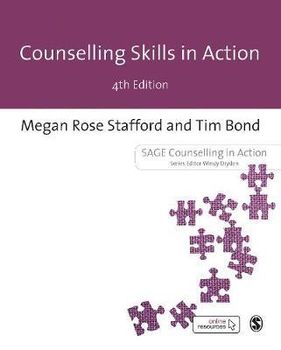 Counselling Skills in Action
4th Edition
Megan Rose Stafford and Tim Bond
SAGE Counselling in Action
Series Editor Windy Dryden
online
resources
S